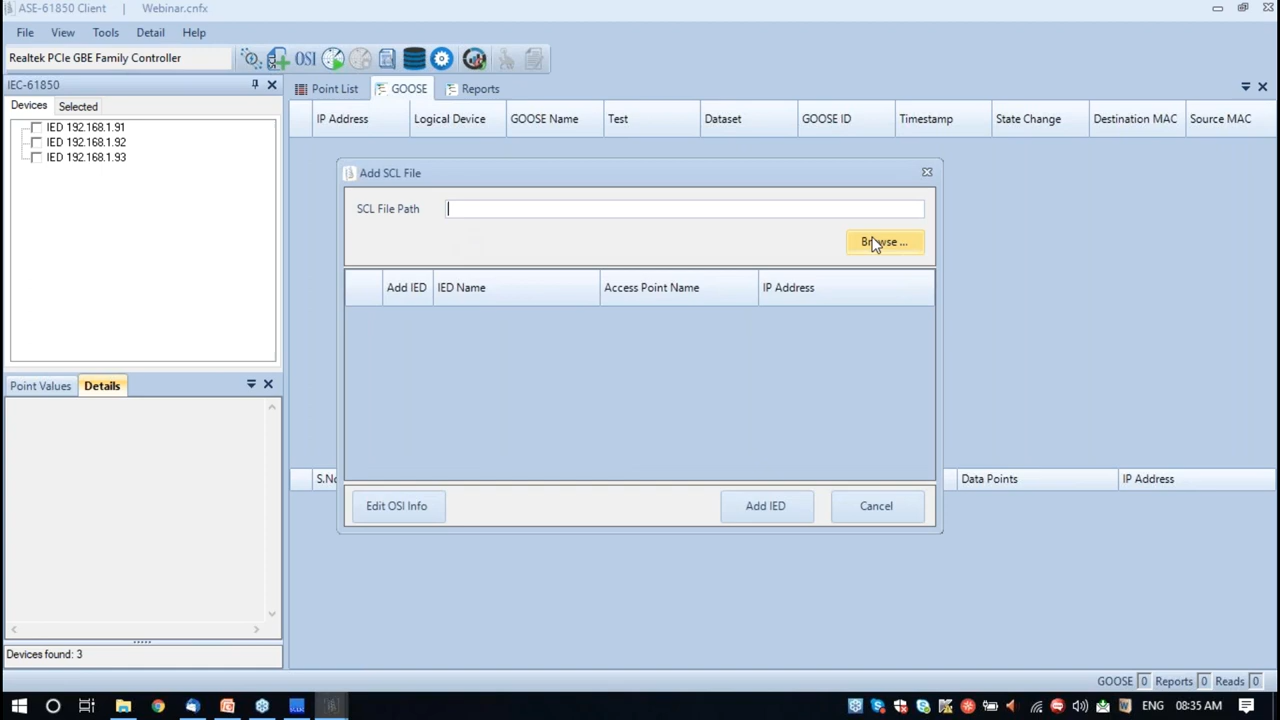 ASE-61850 Client | Webinar.cnfx
File View Tools Detail Help
Realtek PCIe GBE Family Controller OSI
IEC-61850
Point List GOOSE Reports
Devices Selected
IED 192.168.1.91
IED 192.168.1.92
IED 192.168.1.93
IP Address Logical Device GOOSE Name Test Dataset GOOSE ID Timestamp State Change Destination MAC Source MAC
Add SCL File
SCL File Path
Browse ...
Add IED IED Name Access Point Name IP Address
Point Values Details
S.No Data Points IP Address
Edit OSI Info Add IED Cancel
Devices found: 3
GOOSE 0 Reports 0 Reads 0
ENG 08:35 AM